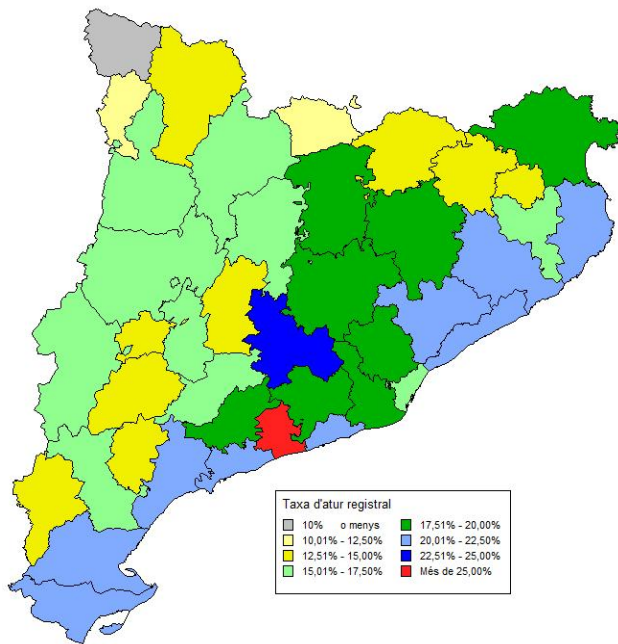 Taxa d'atur registral
10% o menys
10,01% - 12,50%
12,51% - 15,00%
15,01% - 17,50%
17,51% - 20,00%
20,01% - 22,50%
22,51% - 25,00%
Més de 25,00%